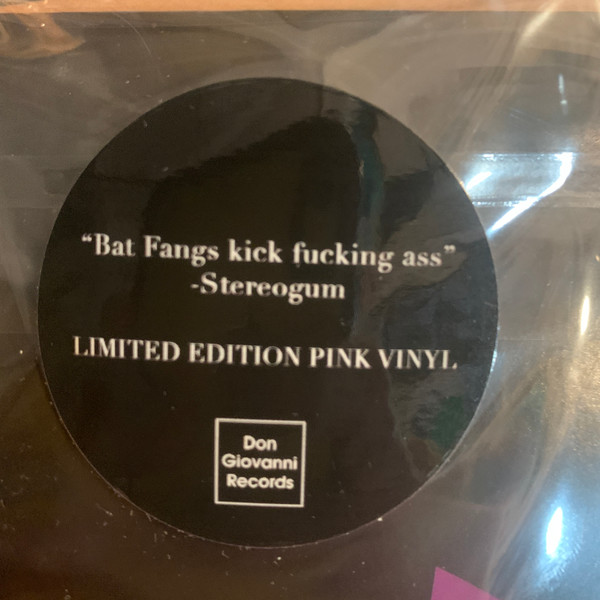 “Bat Fangs kick fucking ass”
-Stereogum
LIMITED EDITION PINK VINYL
Don
Giovanni
Records